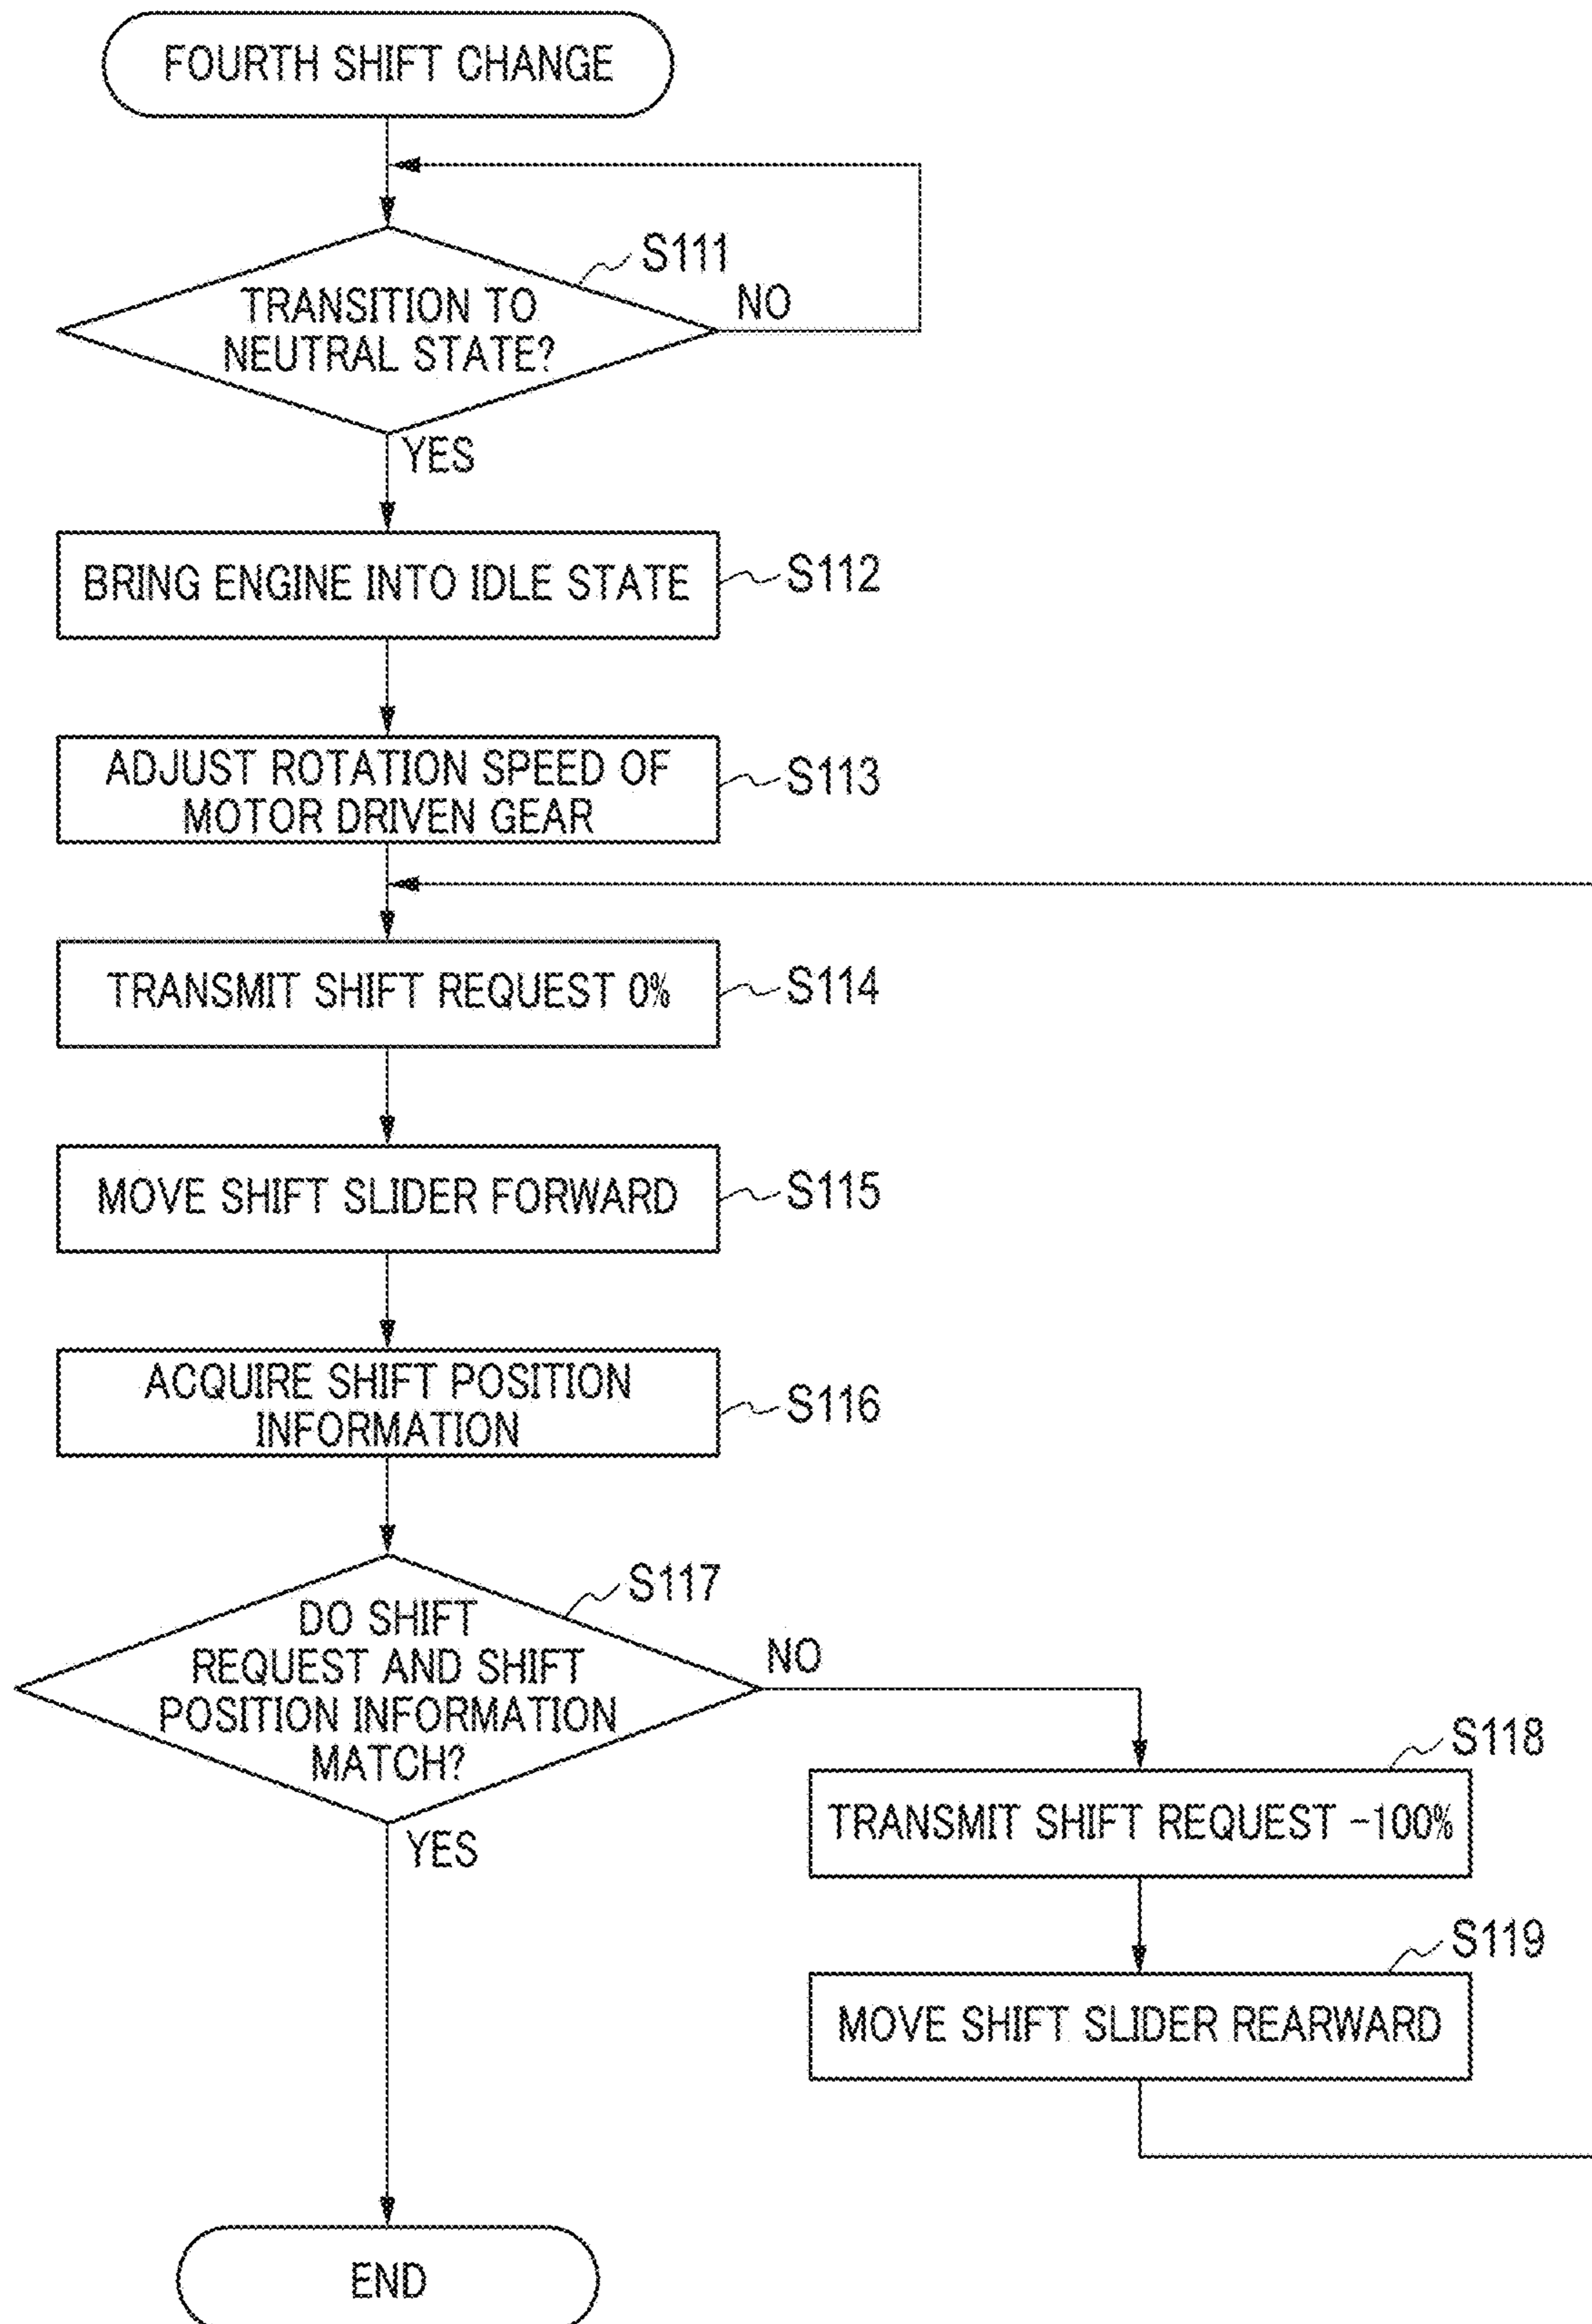 FOURTH SHIFT CHANGE
S111
TRANSITION TO
NEUTRAL STATE?
NO
YES
BRING ENGINE INTO IDLE STATE
S112
ADJUST ROTATION SPEED OF
MOTOR DRIVEN GEAR
S113
TRANSMIT SHIFT REQUEST 0%
S114
MOVE SHIFT SLIDER FORWARD
S115
ACQUIRE SHIFT POSITION
INFORMATION
S116
S117
DO SHIFT
REQUEST AND SHIFT
POSITION INFORMATION
MATCH?
NO
YES
S118
TRANSMIT SHIFT REQUEST -100%
S119
MOVE SHIFT SLIDER REARWARD
END